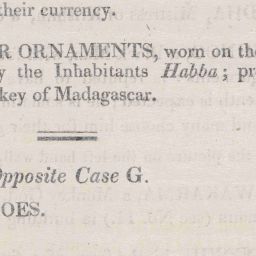 their currency.
R ORNAMENTS, worn on the
y the Inhabitants Habba; pr
key of Madagascar.
Opposite Case G.
OES.